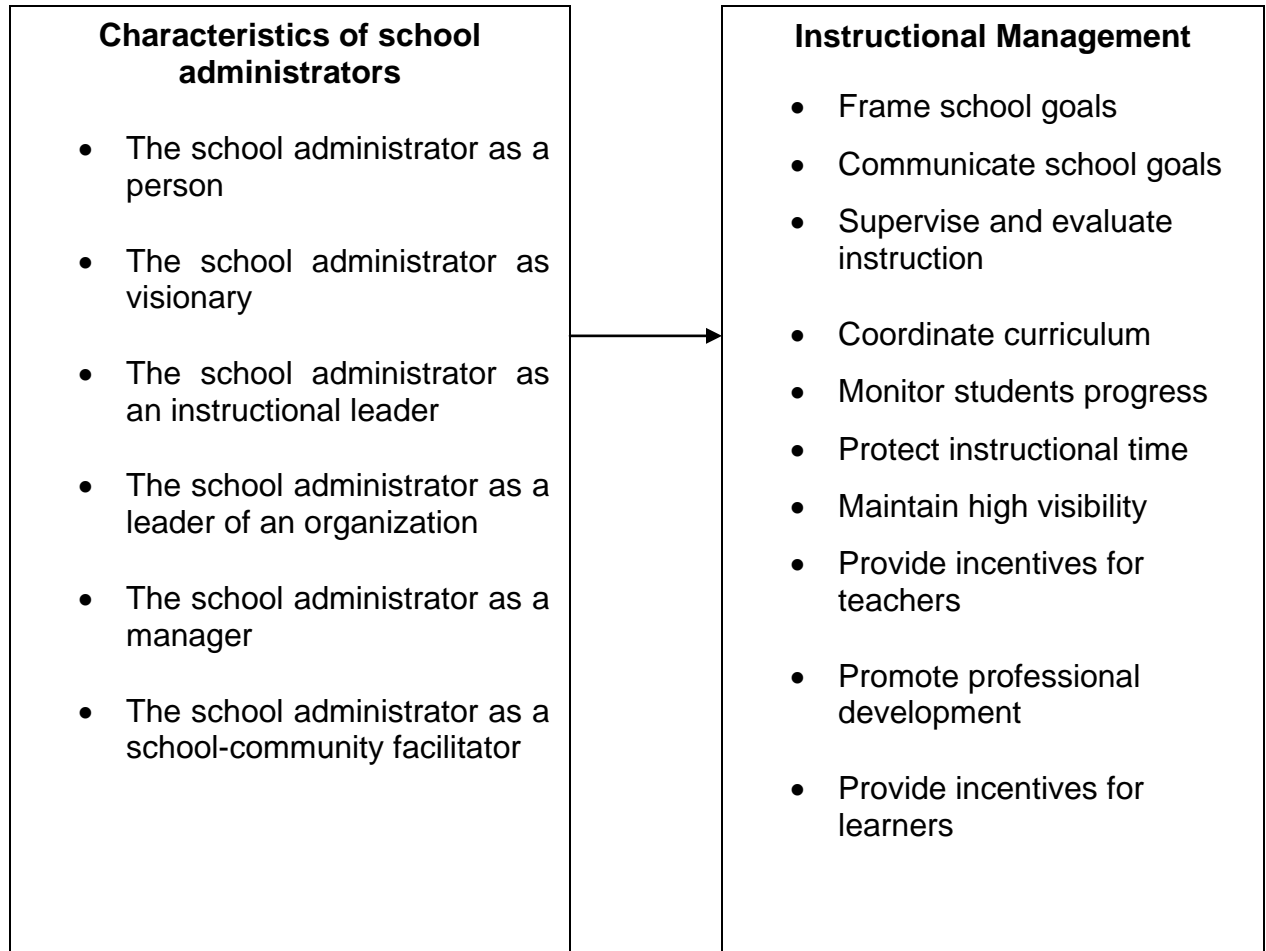 Characteristics of school
administrators
• The school administrator as a
person
• The school administrator as
visionary
• The school administrator as
an instructional leader
• The school administrator as a
leader of an organization
• The school administrator as a
manager
• The school administrator as a
school-community facilitator
Instructional Management
• Frame school goals
• Communicate school goals
• Supervise and evaluate
instruction
• Coordinate curriculum
• Monitor students progress
• Protect instructional time
• Maintain high visibility
• Provide incentives for
teachers
• Promote professional
development
• Provide incentives for
learners